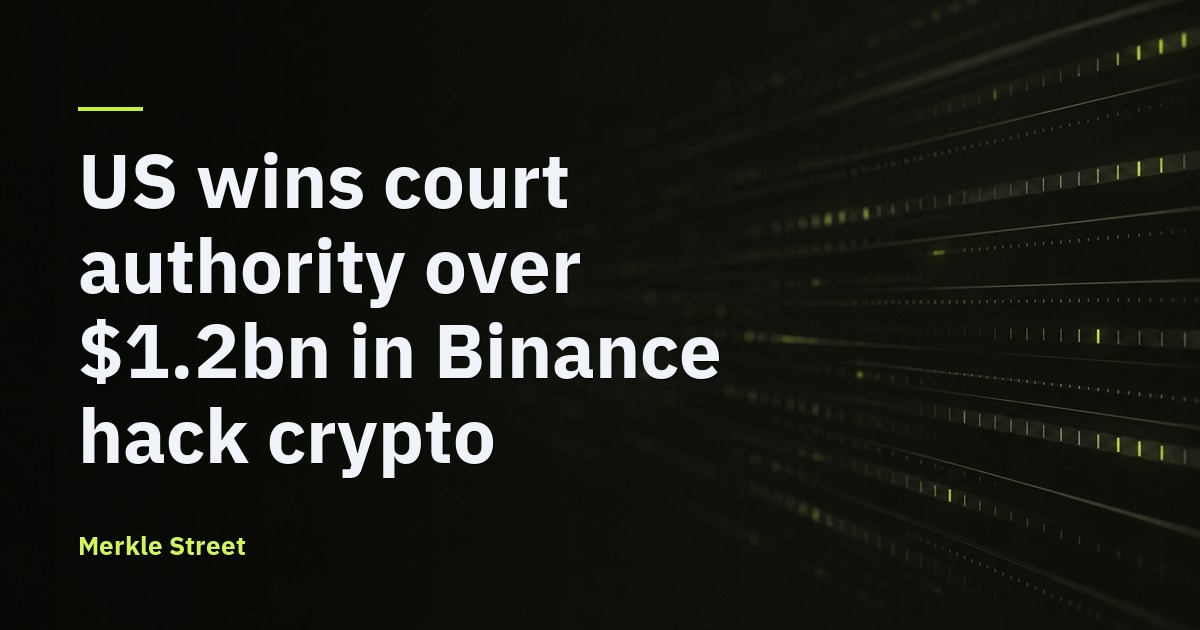 US wins court
authority over
$1.2bn in Binance
hack crypto
Merkle Street